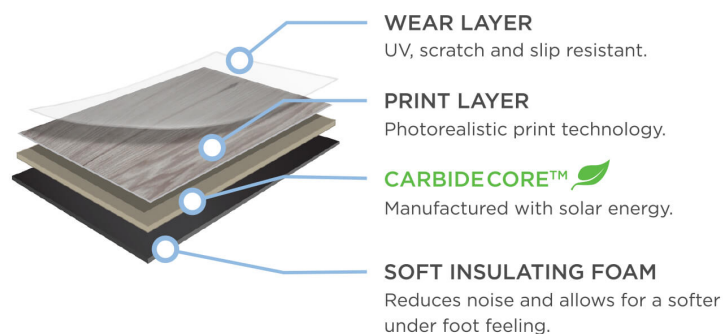 WEAR LAYER
UV, scratch and slip resistant.
PRINT LAYER
Photorealistic print technology.
CARBIDECORE™
Manufactured with solar energy.
SOFT INSULATING FOAM
Reduces noise and allows for a softer
under foot feeling.